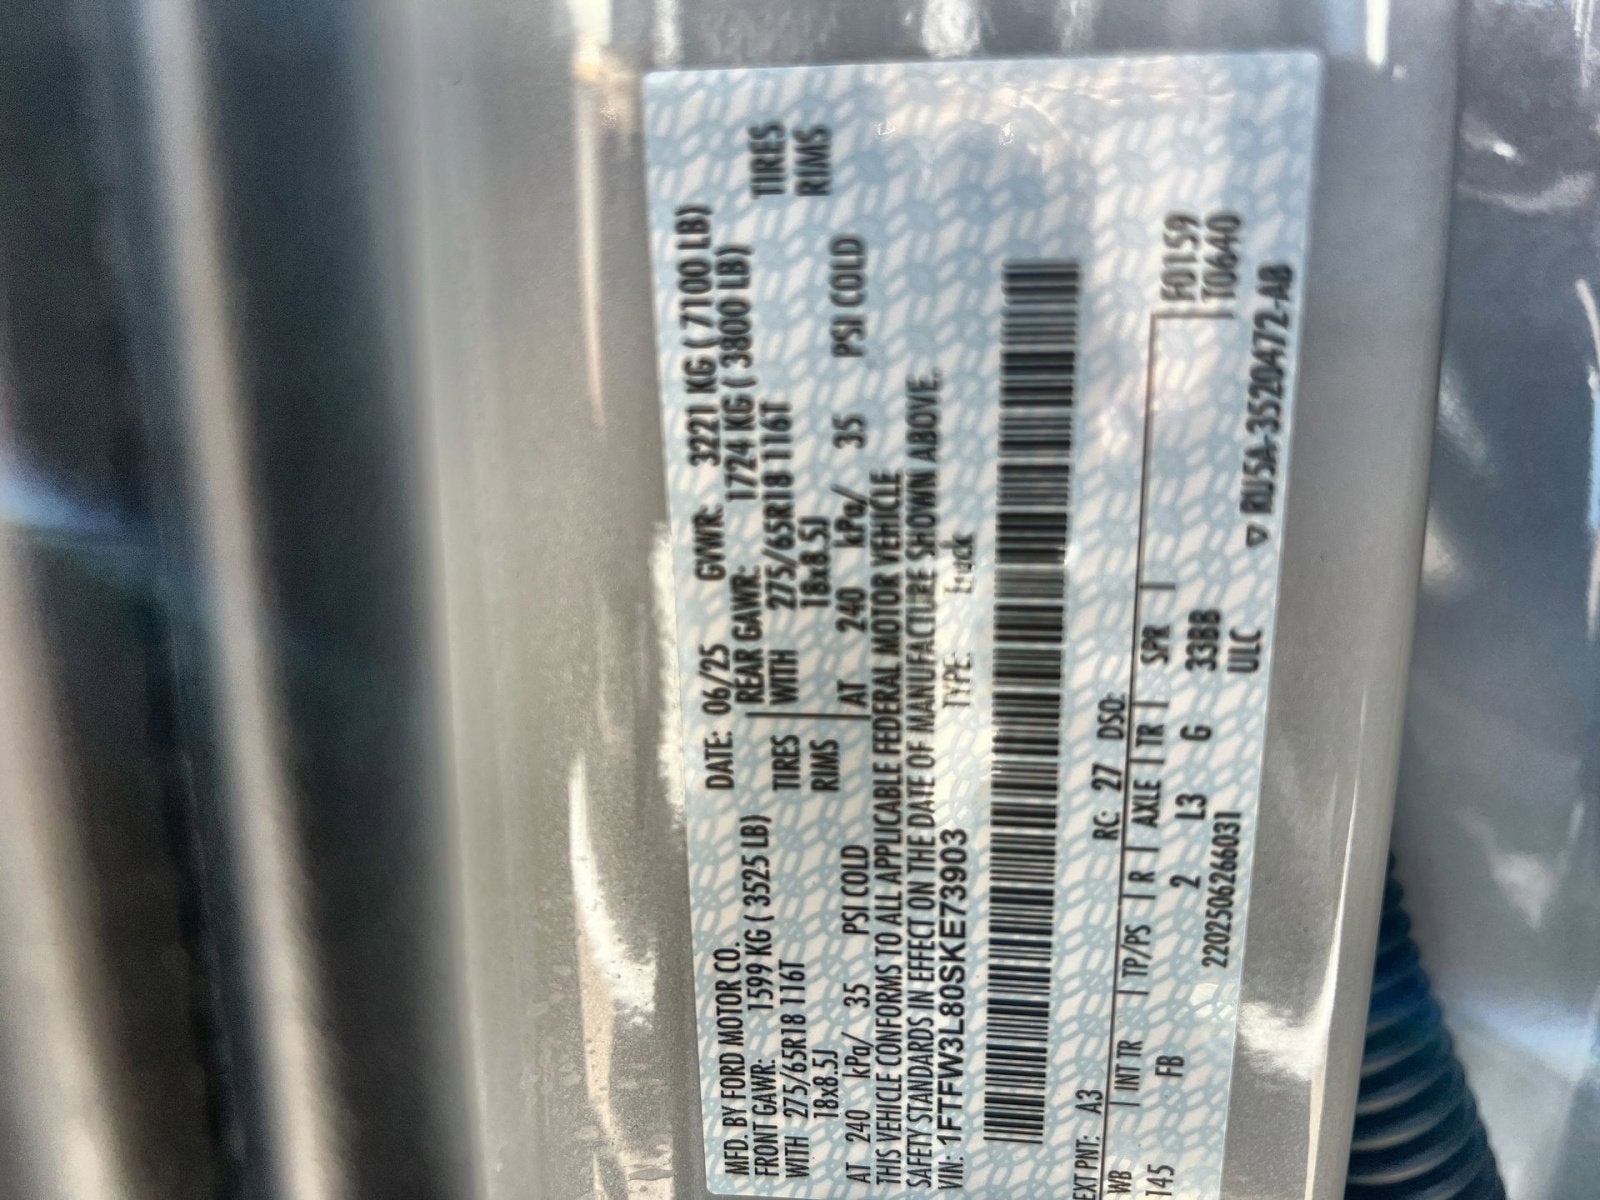 MFD. BY FORD MOTOR CO. DATE: 06/25 GVWR: 3221 KG ( 7100 LB)
FRONT GAWR: 1599 KG ( 3525 LB) REAR GAWR: 1724 KG ( 3800 LB)
WITH 275/65R18 116T TIRES WITH 275/65R18 116T TIRES
18x8.5J RIMS 18x8.5J RIMS
AT 240 kPa/ 35 PSI COLD AT 240 kPa/ 35 PSI COLD
THIS VEHICLE CONFORMS TO ALL APPLICABLE FEDERAL MOTOR VEHICLE
SAFETY STANDARDS IN EFFECT ON THE DATE OF MANUFACTURE SHOWN ABOVE.
VIN: 1FTFW3L80SKE73903 TYPE: truck
EXT PNT: A3 RC: 27 DSO: F0159
WB INT TR TP/PS R AXLE TR SPR T0640
145 FB 2 L3 G 33BB
2202506266031 ULC ▽ RU5A-3520472-AB